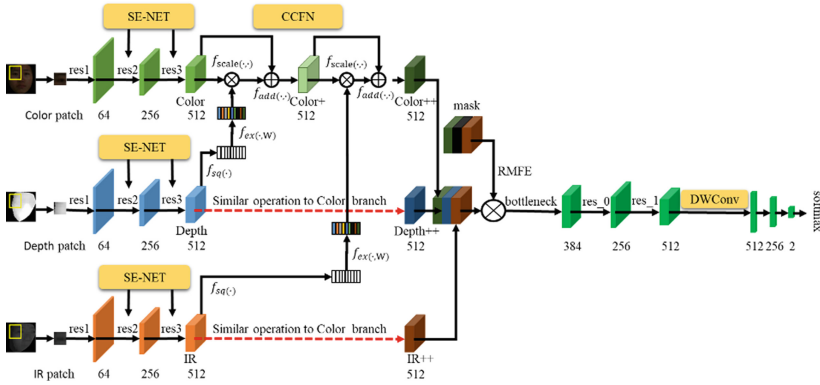 SE-NET
CCFN
res1 res2 res3
fscale(·,·) fscale(·,·)
fadd(·,·) fadd(·,·)
Color patch 64 256 Color 512 Color+ 512 Color++ 512
fex(·,W)
mask
SE-NET
fsq(·)
RMFE
res1 res2 res3
Similar operation to Color branch
bottleneck res_0 res_1 DWConv softmax
Depth patch 64 256 Depth 512 Depth++ 512
384 256 512 512 256 2
fex(·,W)
SE-NET
fsq(·)
res1 res2 res3
Similar operation to Color branch
IR patch 64 256 IR 512 IR++ 512